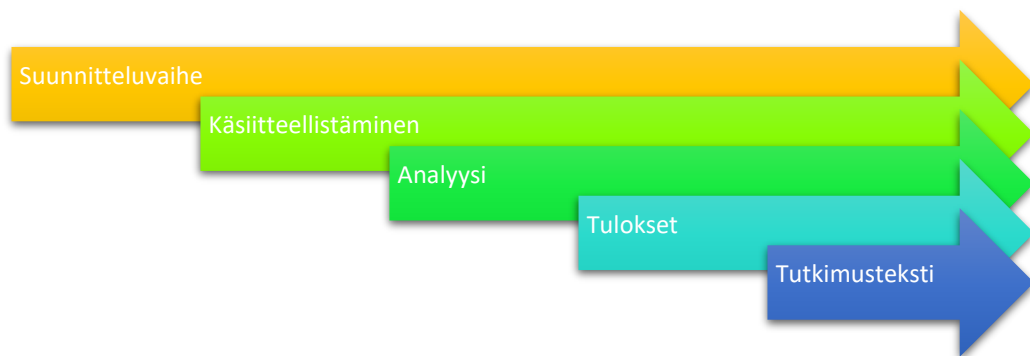 Suunnitteluvaihe
Käsiitteellistäminen
Analyysi
Tulokset
Tutkimusteksti